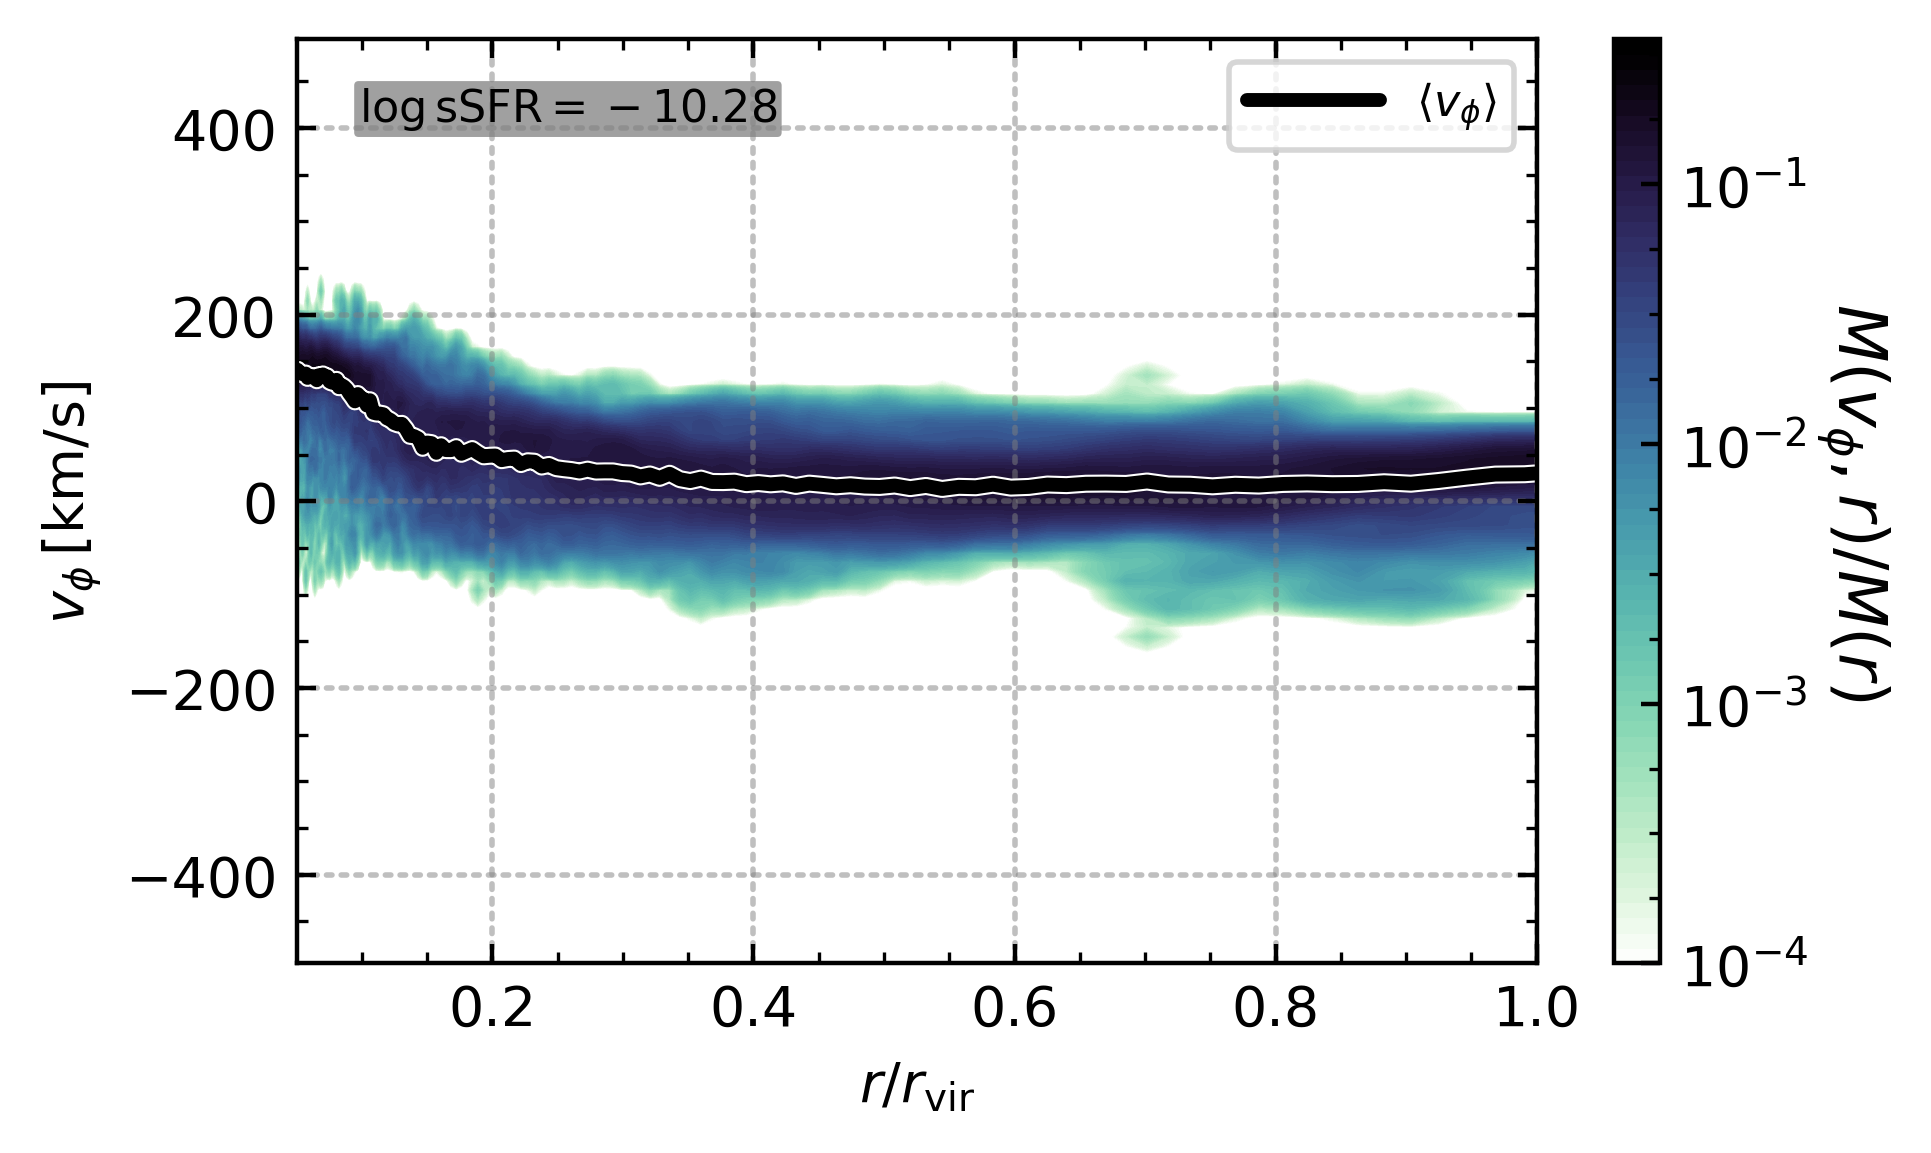 log sSFR = − 10.28
⟨v_ϕ⟩
400
200
0
−200
−400
v_ϕ [km/s]
0.2
0.4
0.6
0.8
1.0
r/r_vir
10⁻¹
10⁻²
10⁻³
10⁻⁴
M(v_ϕ, r)/M(r)